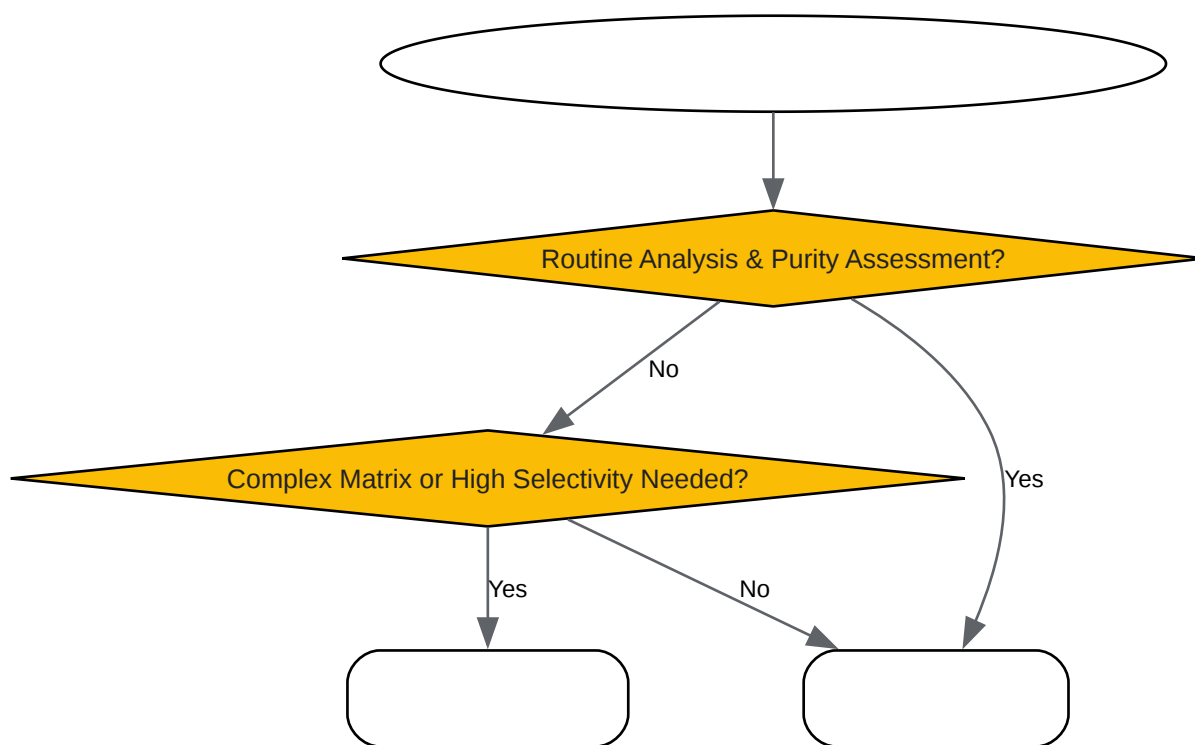 Routine Analysis & Purity Assessment?
No
Complex Matrix or High Selectivity Needed?
Yes
Yes
No